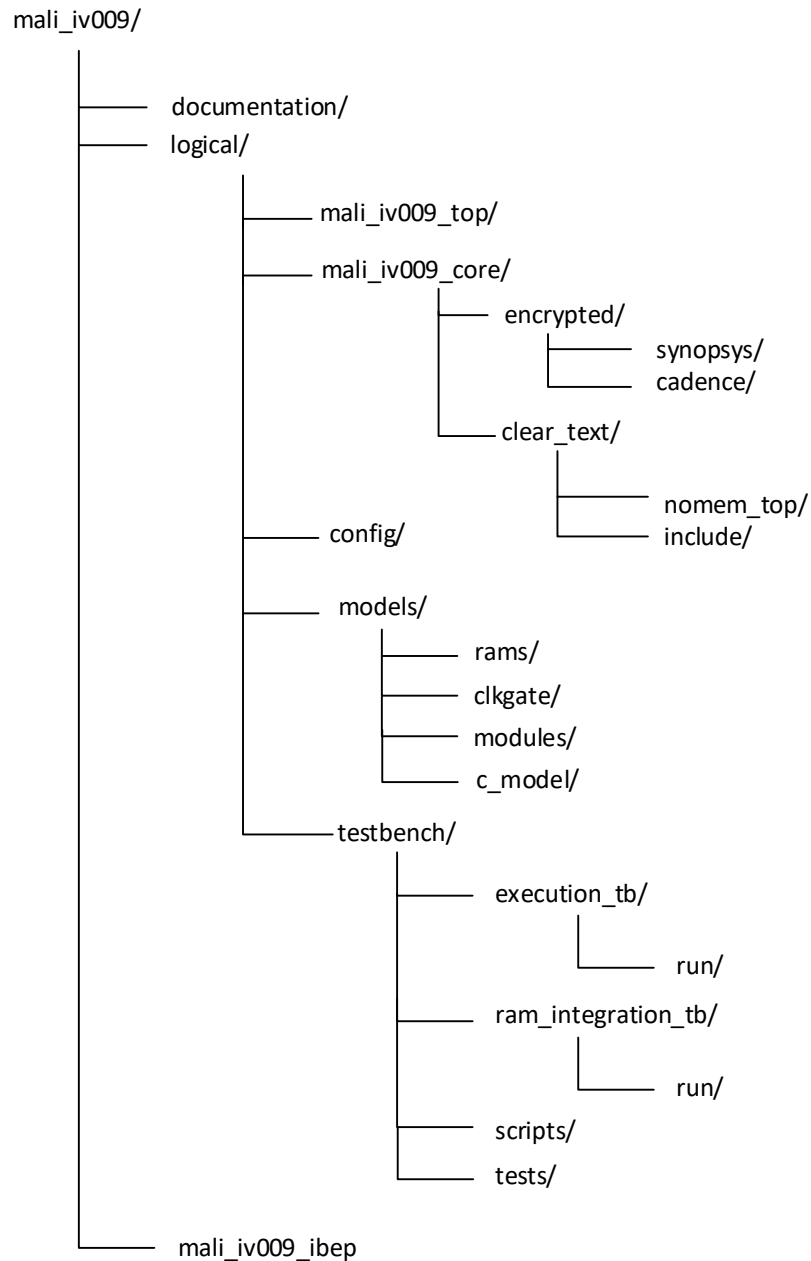 mali_iv009/
documentation/
logical/
mali_iv009_top/
mali_iv009_core/
encrypted/
synopsys/
cadence/
clear_text/
nomem_top/
include/
config/
models/
rams/
clkgate/
modules/
c_model/
testbench/
execution_tb/
run/
ram_integration_tb/
run/
scripts/
tests/
mali_iv009_ibep